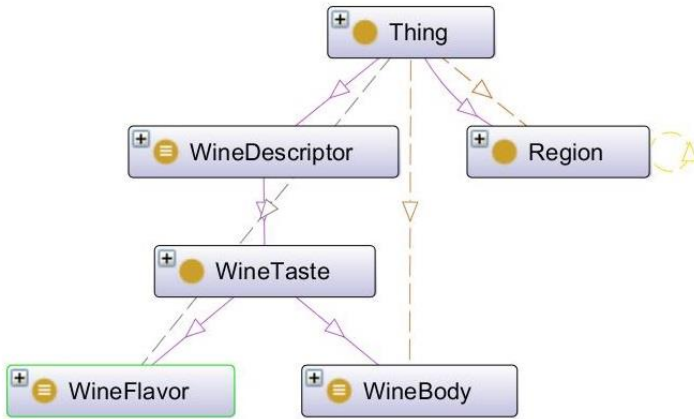 Thing
WineDescriptor
Region
WineTaste
WineFlavor
WineBody